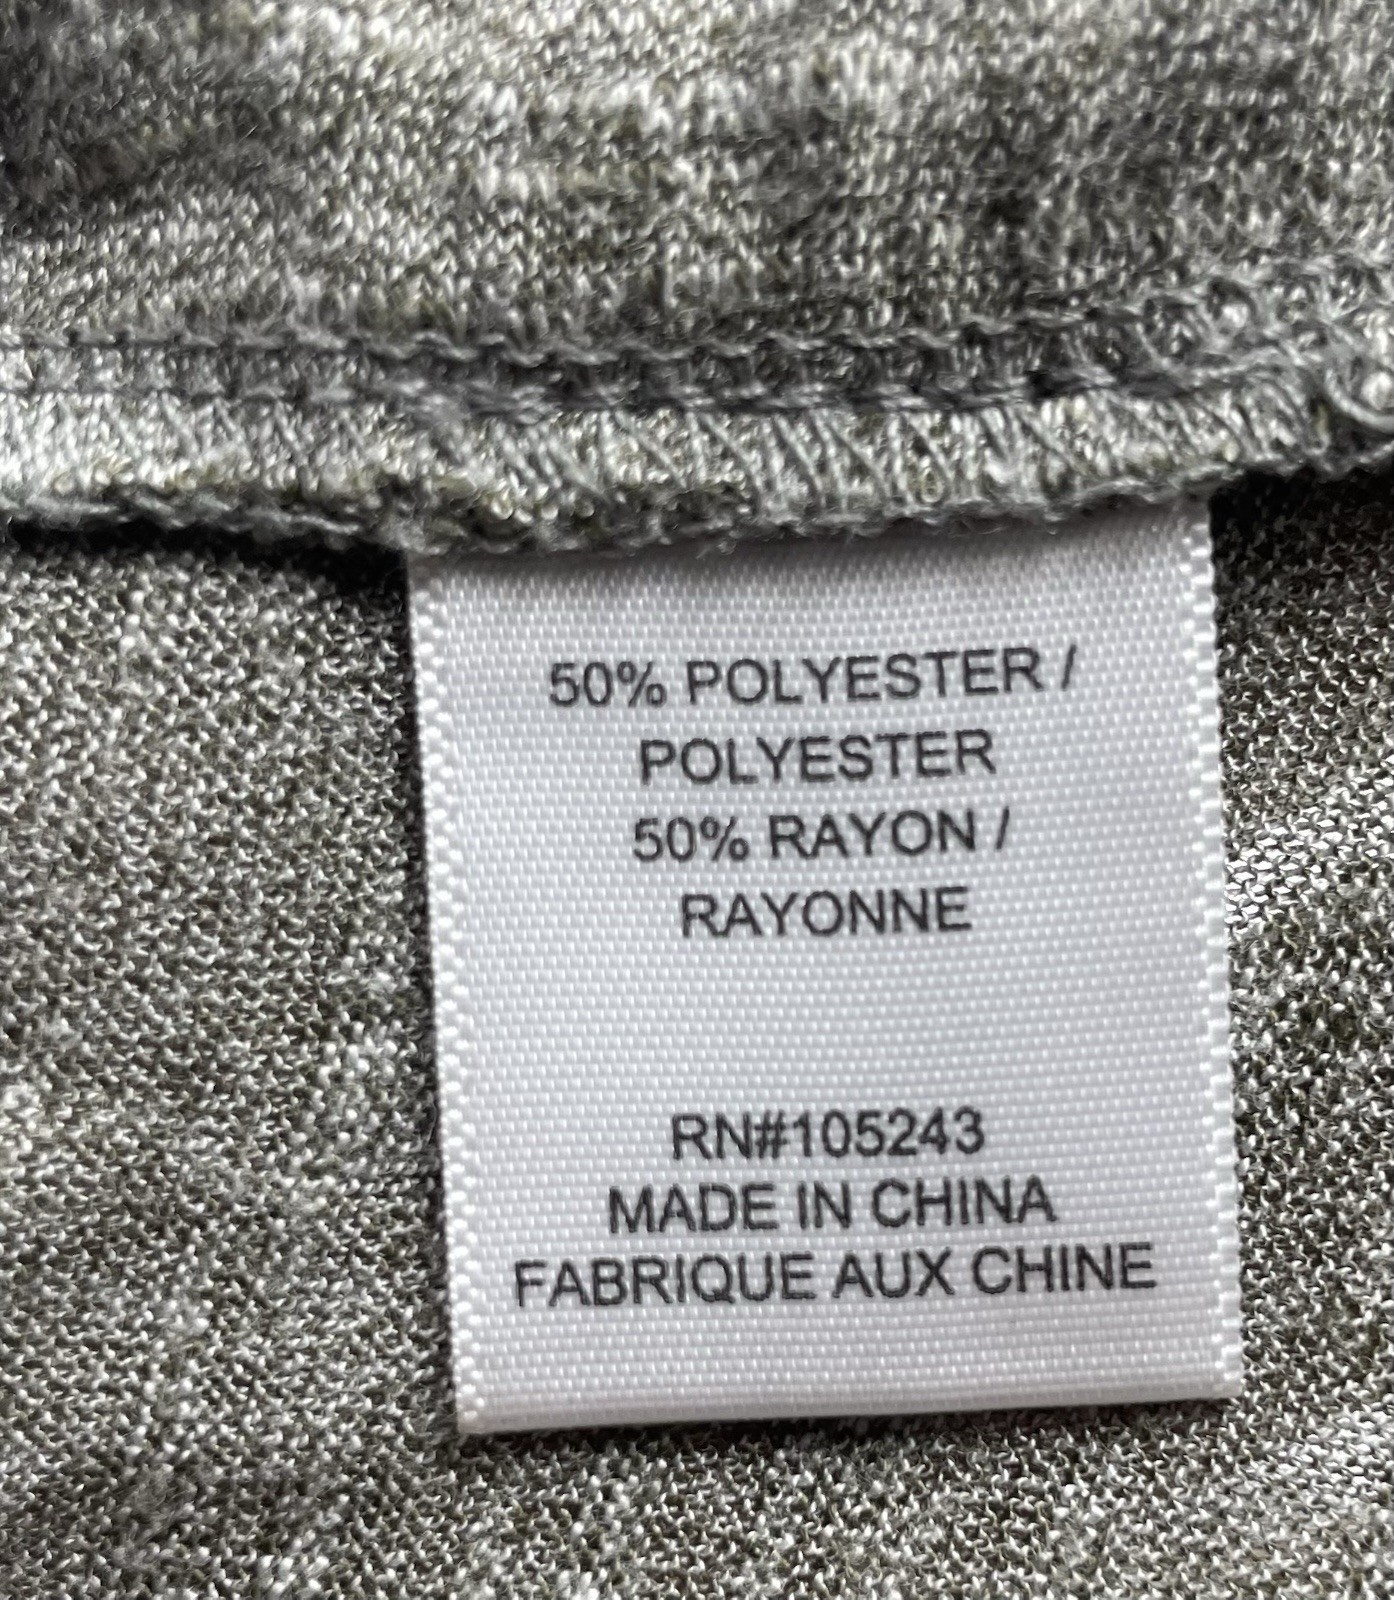 50% POLYESTER /
POLYESTER
50% RAYON /
RAYONNE
RN#105243
MADE IN CHINA
FABRIQUE AUX CHINE